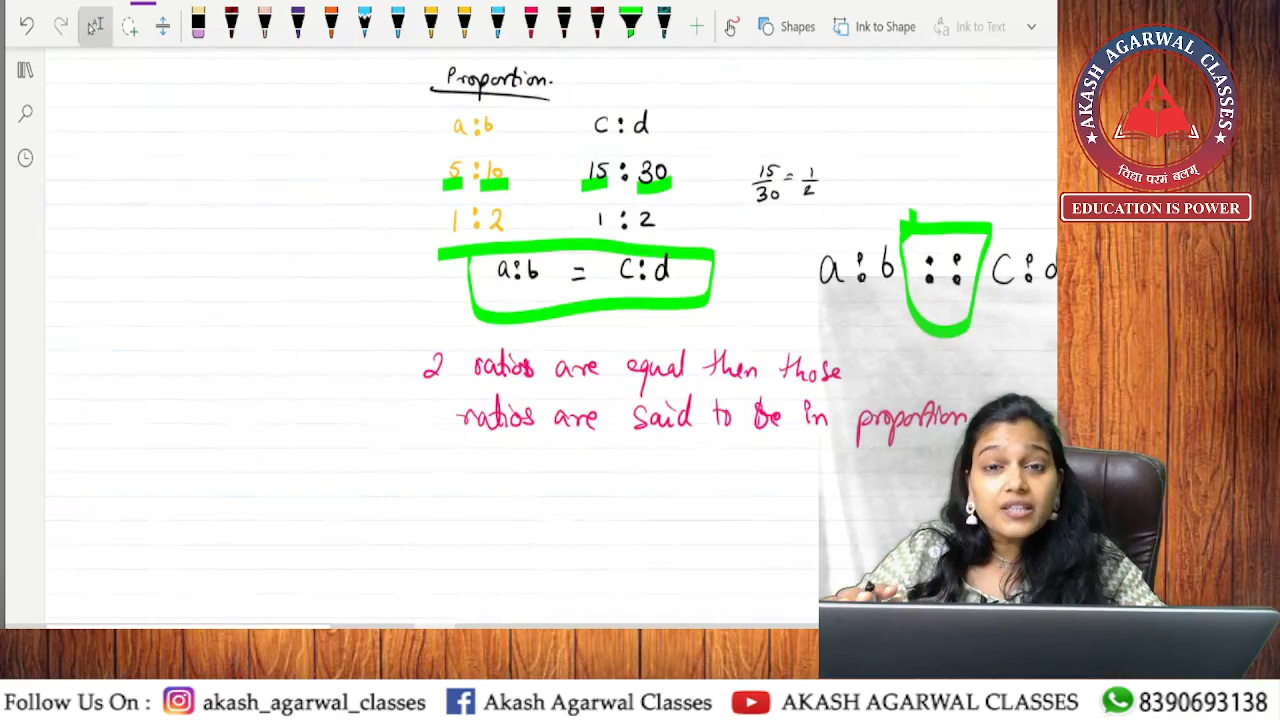 Shapes
Ink to Shape
Ink to Text
Proportion.
a:b c:d
5:10 15:30 15/30 = 1/2
1:2 1:2
a:b = c:d
a:b :: c:d
2 ratios are equal then those
ratios are said to be in proportion
AKASH AGARWAL CLASSES
विद्या परमं बलम्
EDUCATION IS POWER
Follow Us On : akash_agarwal_classes Akash Agarwal Classes AKASH AGARWAL CLASSES 8390693138